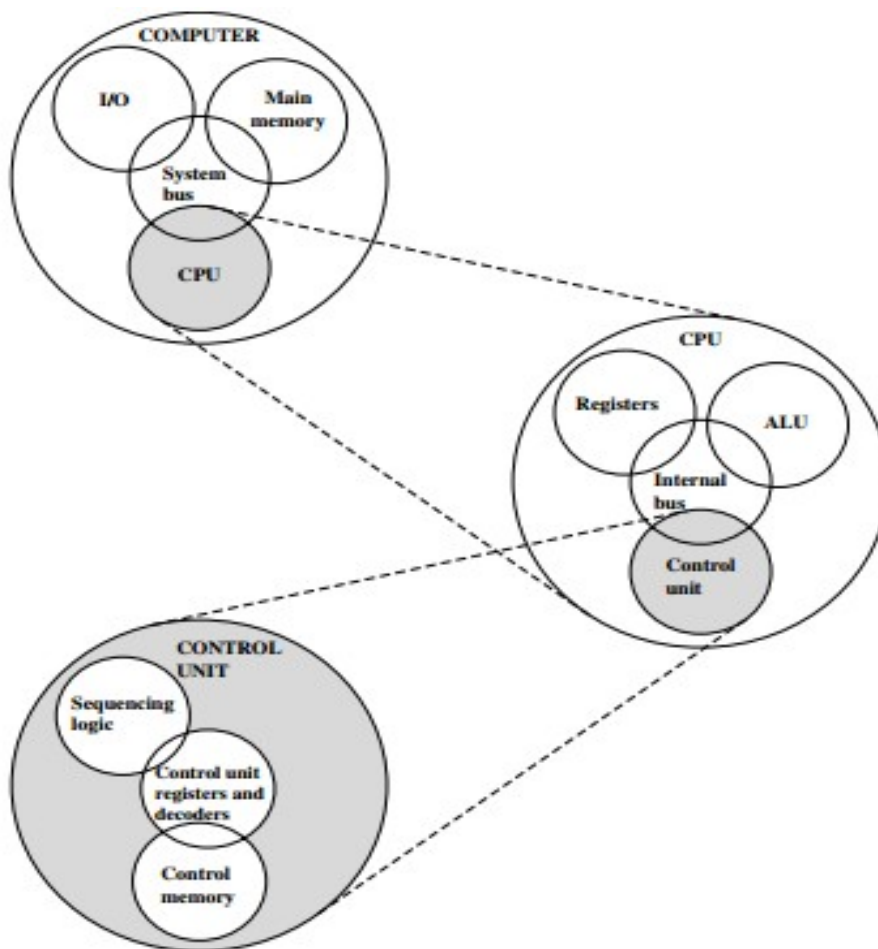 COMPUTER
I/O
Main
memory
System
bus
CPU
CPU
Registers
ALU
Internal
bus
Control
unit
CONTROL
UNIT
Sequencing
logic
Control unit
registers and
decoders
Control
memory